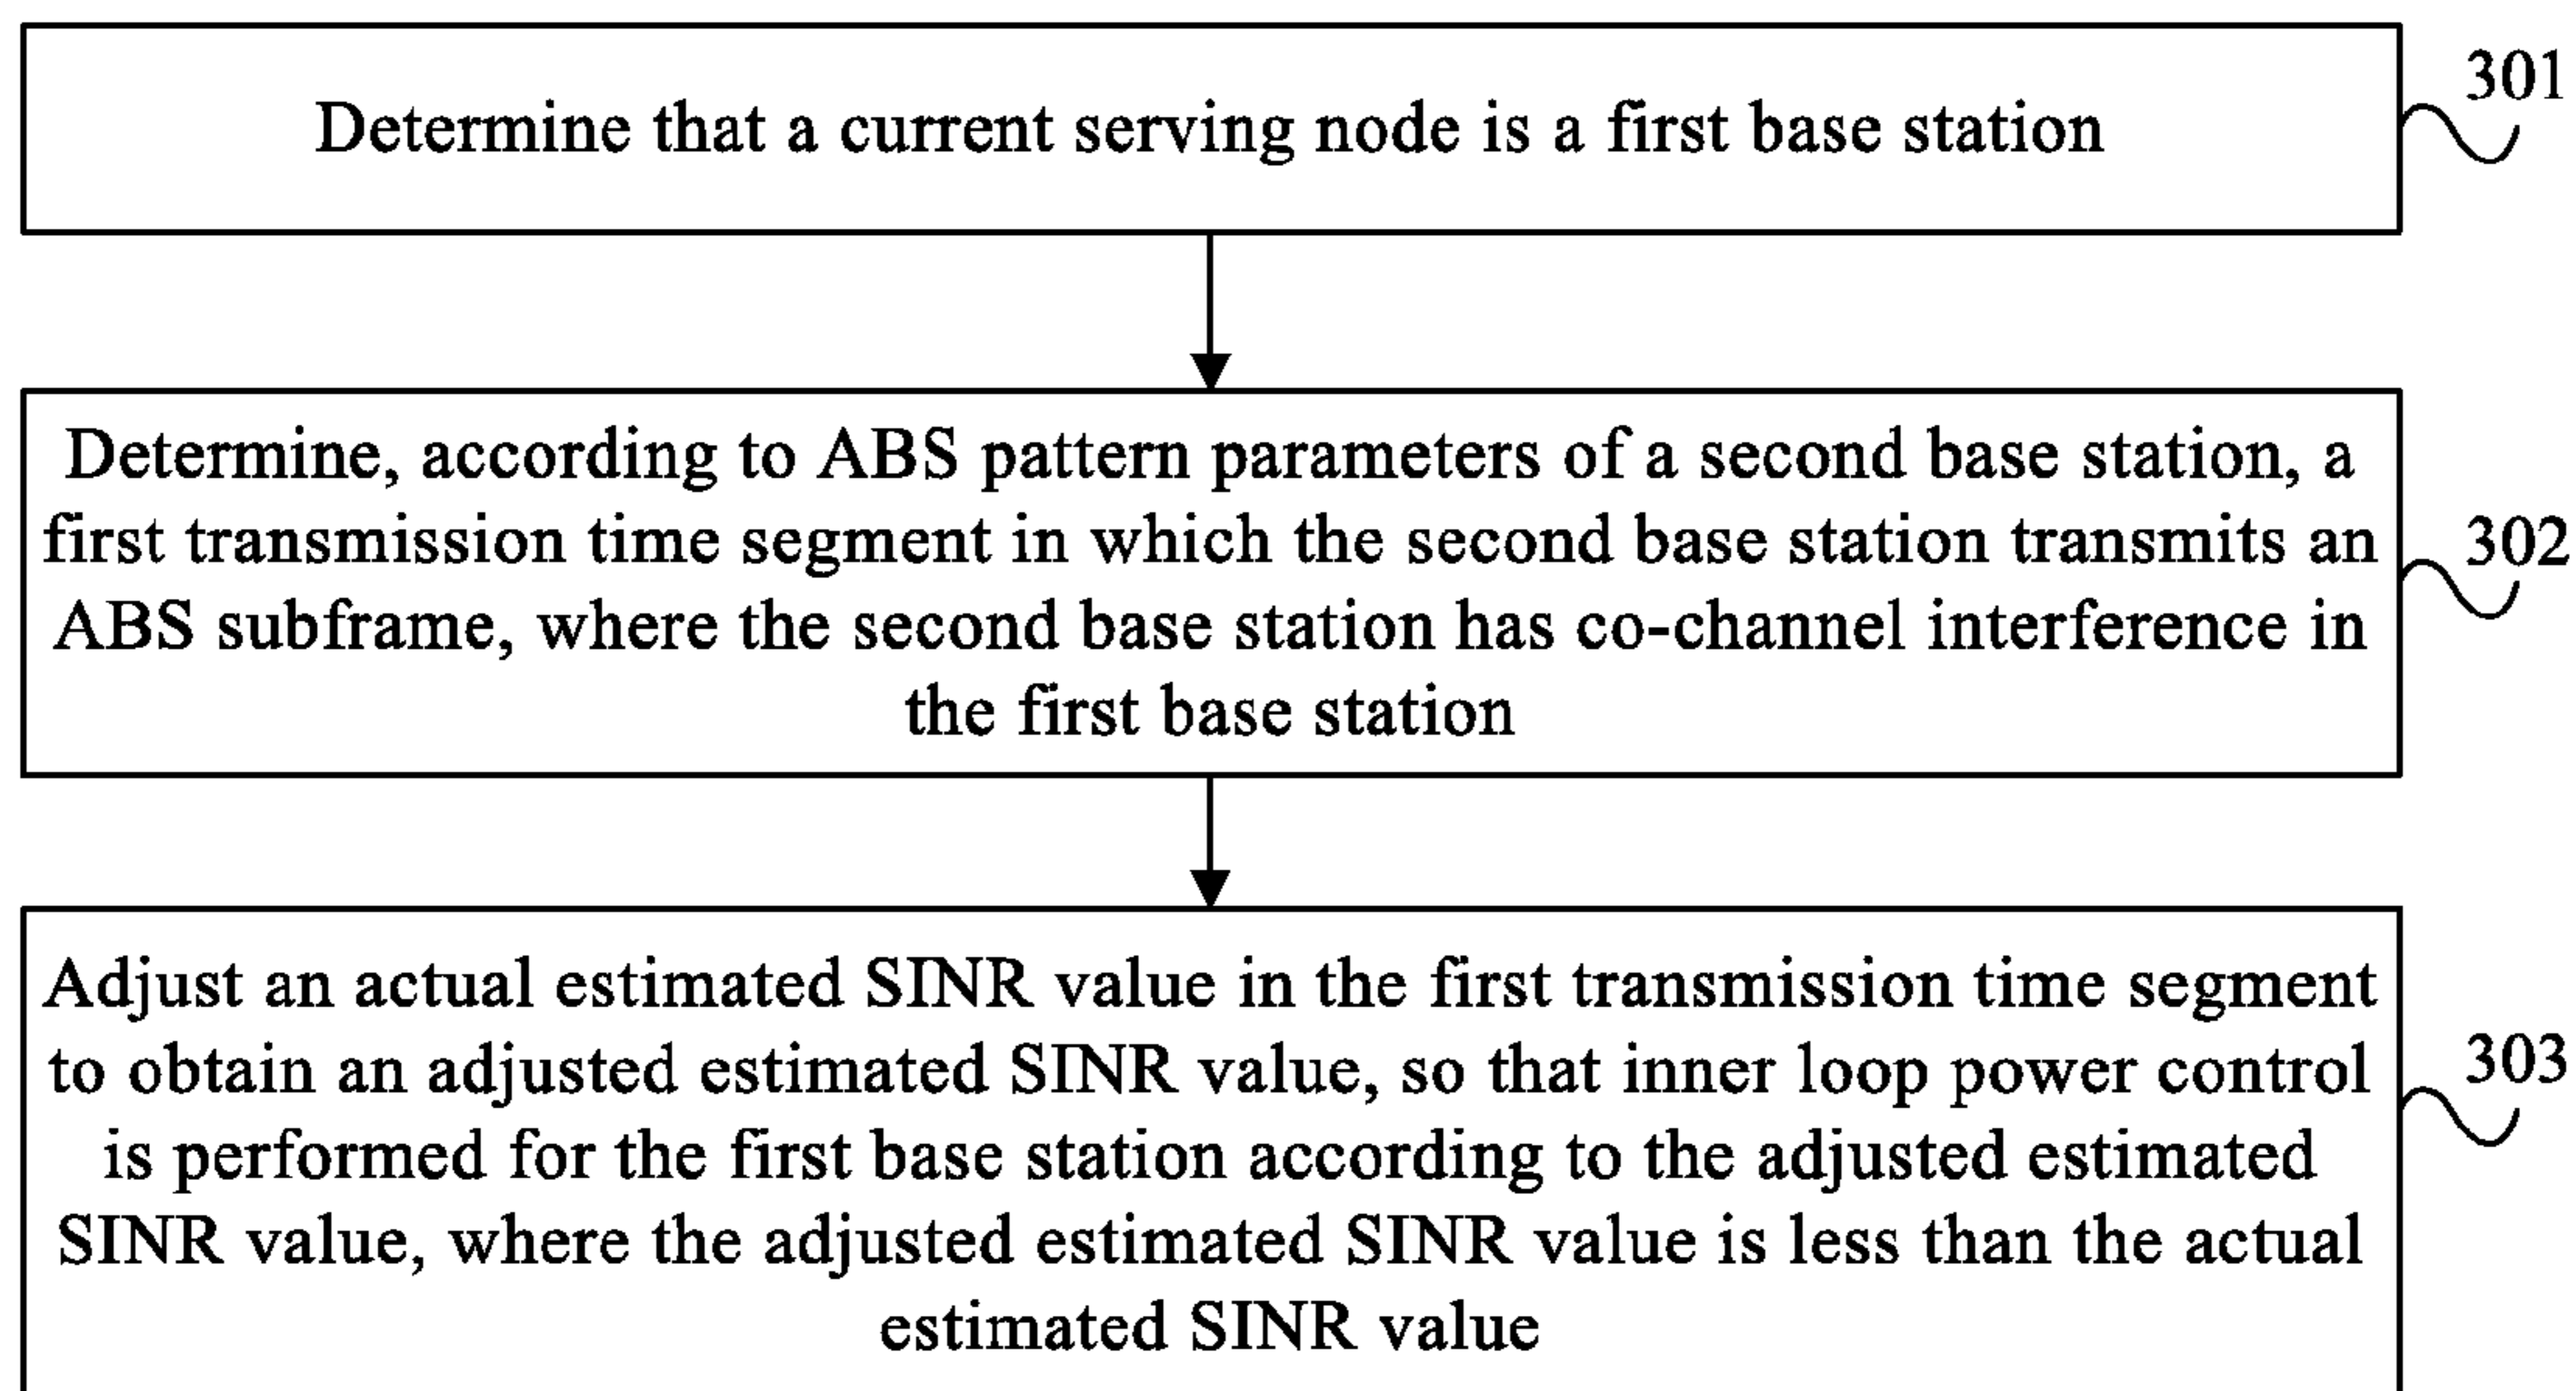 Determine that a current serving node is a first base station
301
Determine, according to ABS pattern parameters of a second base station, a
first transmission time segment in which the second base station transmits an
ABS subframe, where the second base station has co-channel interference in
the first base station
302
Adjust an actual estimated SINR value in the first transmission time segment
to obtain an adjusted estimated SINR value, so that inner loop power control
is performed for the first base station according to the adjusted estimated
SINR value, where the adjusted estimated SINR value is less than the actual
estimated SINR value
303